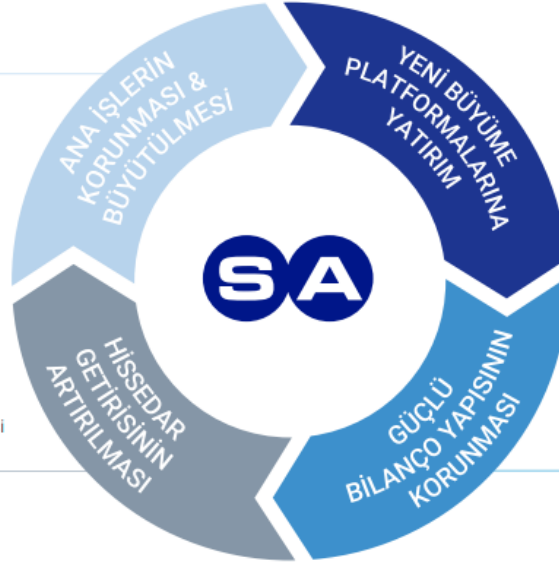 ANA İŞLERİN
KORUNMASI &
BÜYÜTÜLMESİ
YENİ BÜYÜME
PLATFORMALARINA
YATIRIM
SA
HİSSEDAR
GETİRİSİNİN
ARTIRILMASI
GÜÇLÜ
BİLANÇO YAPISININ
KORUNMASI
i